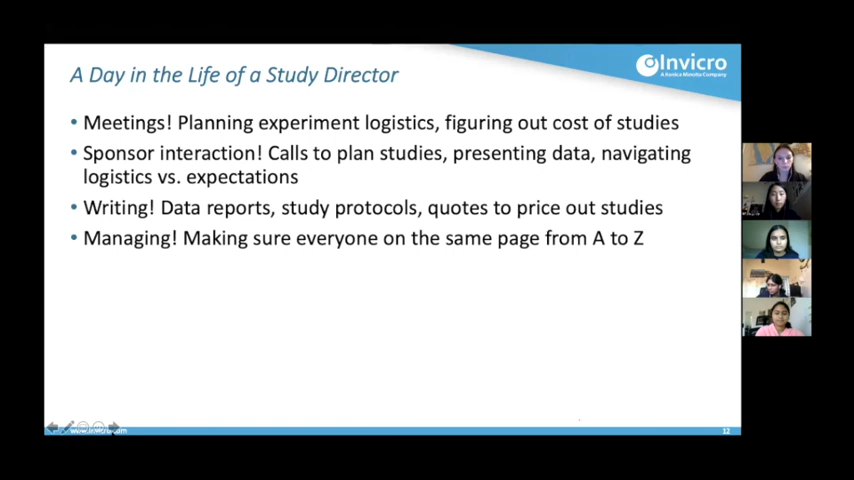 A Day in the Life of a Study Director
Invicro
A Konica Minolta Company
• Meetings! Planning experiment logistics, figuring out cost of studies
• Sponsor interaction! Calls to plan studies, presenting data, navigating
logistics vs. expectations
• Writing! Data reports, study protocols, quotes to price out studies
• Managing! Making sure everyone on the same page from A to Z
www.invicro.com
12